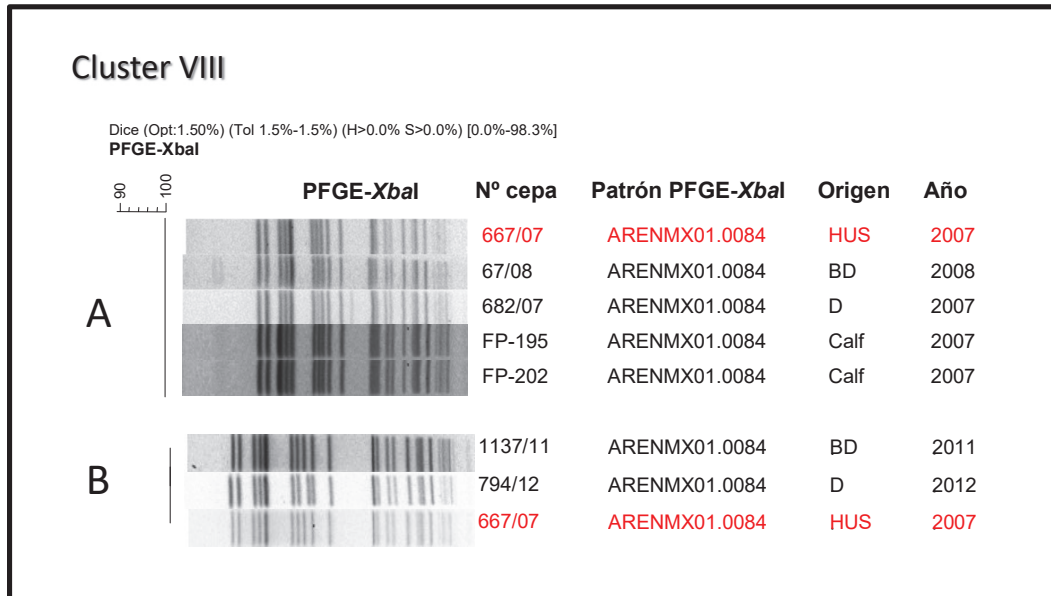 Cluster VIII
Dice (Opt:1.50%) (Tol 1.5%-1.5%) (H>0.0% S>0.0%) [0.0%-98.3%]
PFGE-XbaI
90 100
PFGE-XbaI Nº cepa Patrón PFGE-XbaI Origen Año
A
667/07 ARENMX01.0084 HUS 2007
67/08 ARENMX01.0084 BD 2008
682/07 ARENMX01.0084 D 2007
FP-195 ARENMX01.0084 Calf 2007
FP-202 ARENMX01.0084 Calf 2007
B
1137/11 ARENMX01.0084 BD 2011
794/12 ARENMX01.0084 D 2012
667/07 ARENMX01.0084 HUS 2007